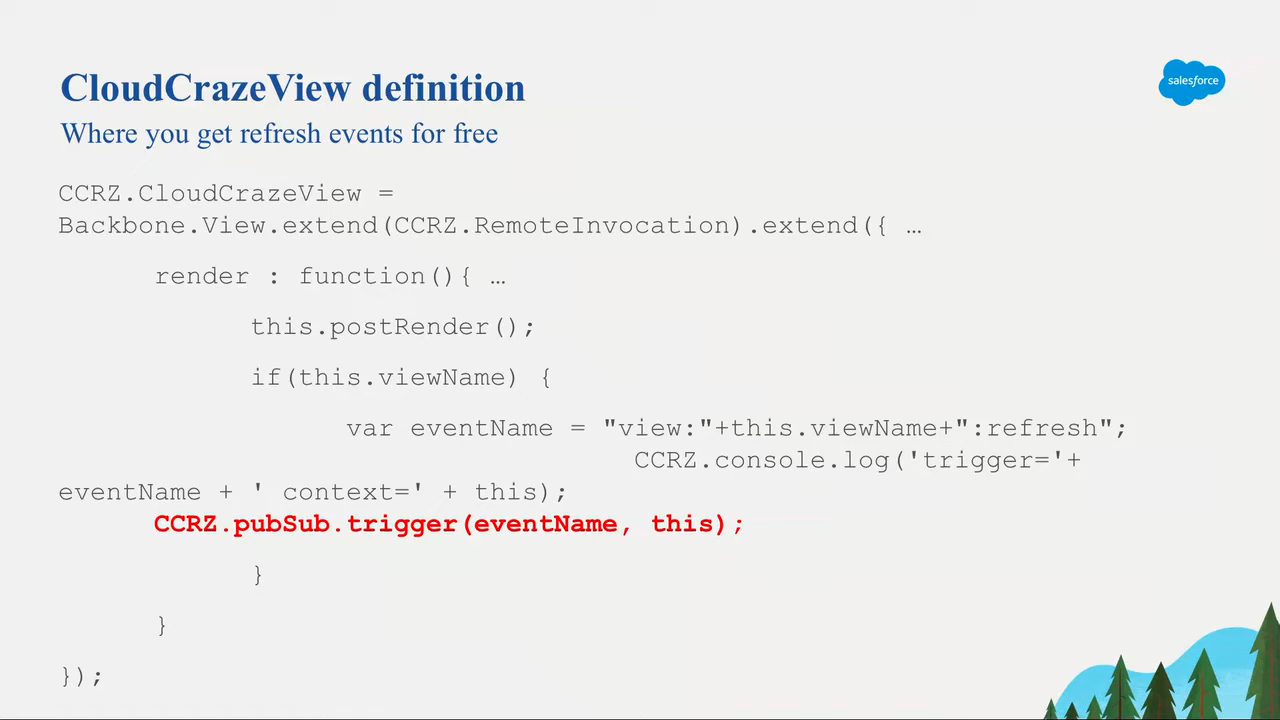 CloudCrazeView definition
salesforce
Where you get refresh events for free
CCRZ.CloudCrazeView =
Backbone.View.extend(CCRZ.RemoteInvocation).extend({ …
render : function(){ …
this.postRender();
if(this.viewName) {
var eventName = "view:"+this.viewName+":refresh";
CCRZ.console.log('trigger='+
eventName + ' context=' + this);
CCRZ.pubSub.trigger(eventName, this);
}
}
});